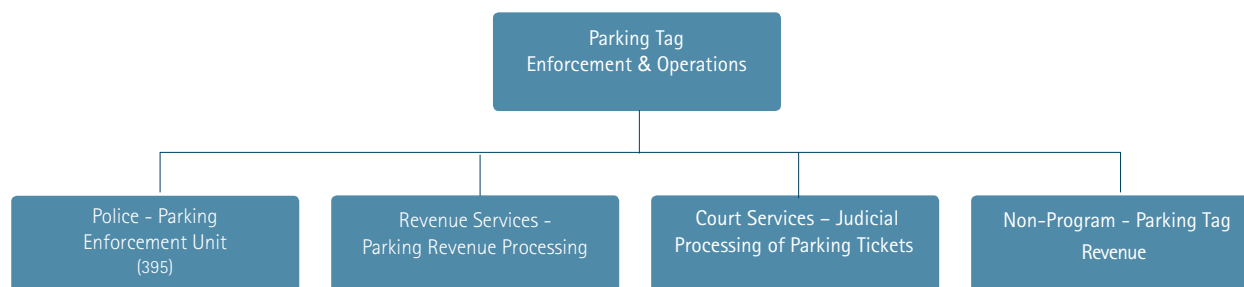 Parking Tag
Enforcement & Operations
Police - Parking
Enforcement Unit
(395)
Revenue Services -
Parking Revenue Processing
Court Services – Judicial
Processing of Parking Tickets
Non-Program - Parking Tag
Revenue